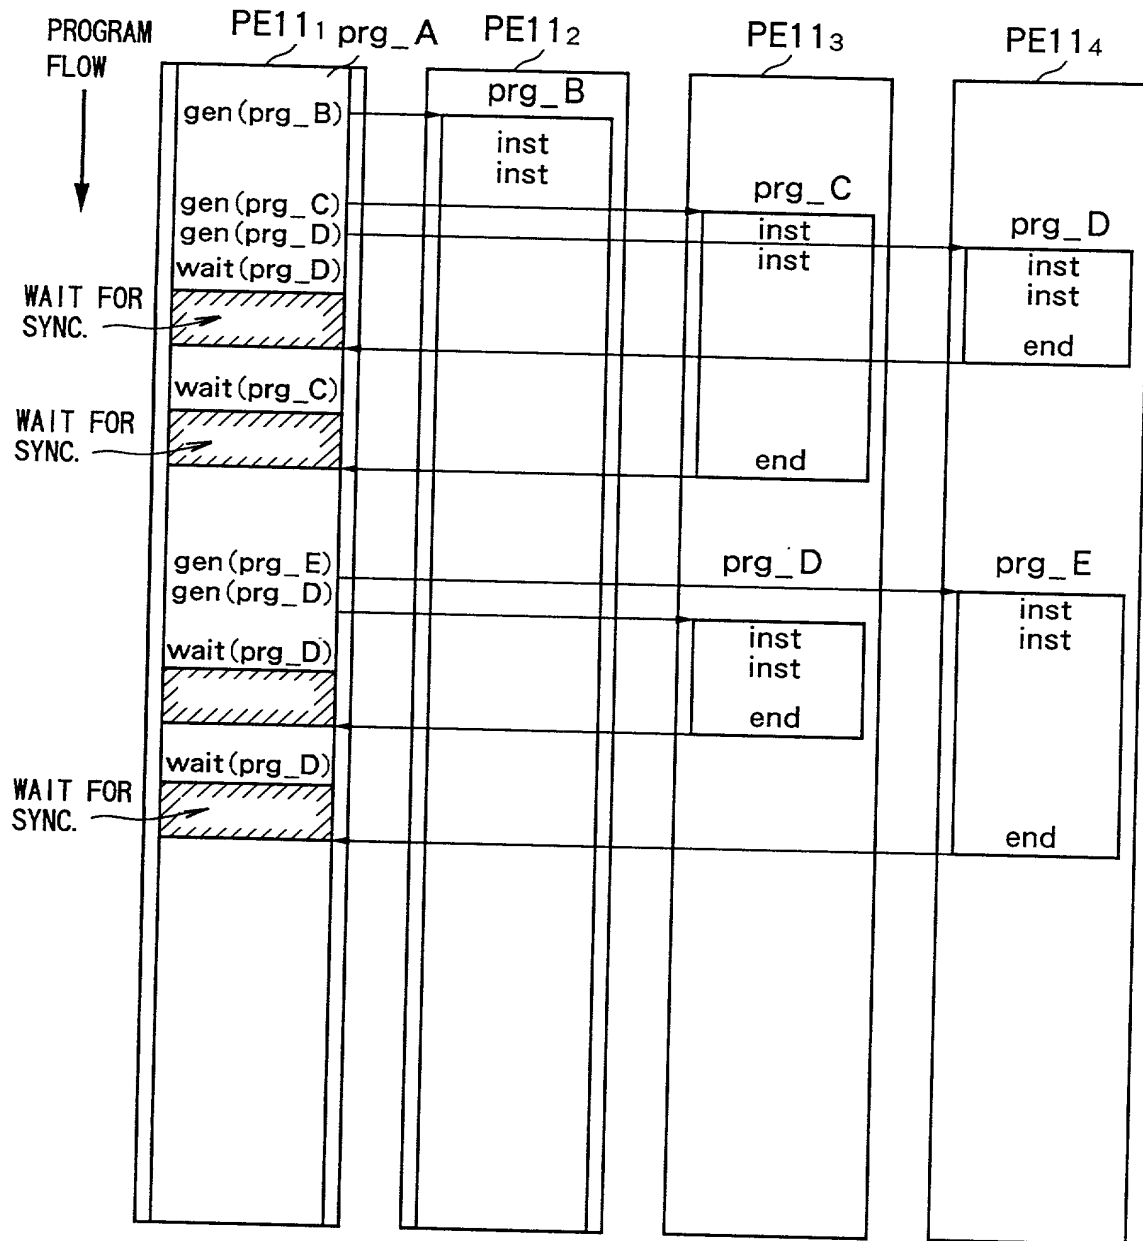 PROGRAM
FLOW
PE11₁
prg_A
PE11₂
PE11₃
PE11₄
gen(prg_B)
prg_B
inst
inst
gen(prg_C)
prg_C
gen(prg_D)
inst
prg_D
wait(prg_D)
inst
inst
WAIT FOR
SYNC.
inst
end
wait(prg_C)
WAIT FOR
SYNC.
end
gen(prg_E)
prg_D
prg_E
gen(prg_D)
inst
inst
wait(prg_D)
inst
inst
end
wait(prg_D)
WAIT FOR
SYNC.
end